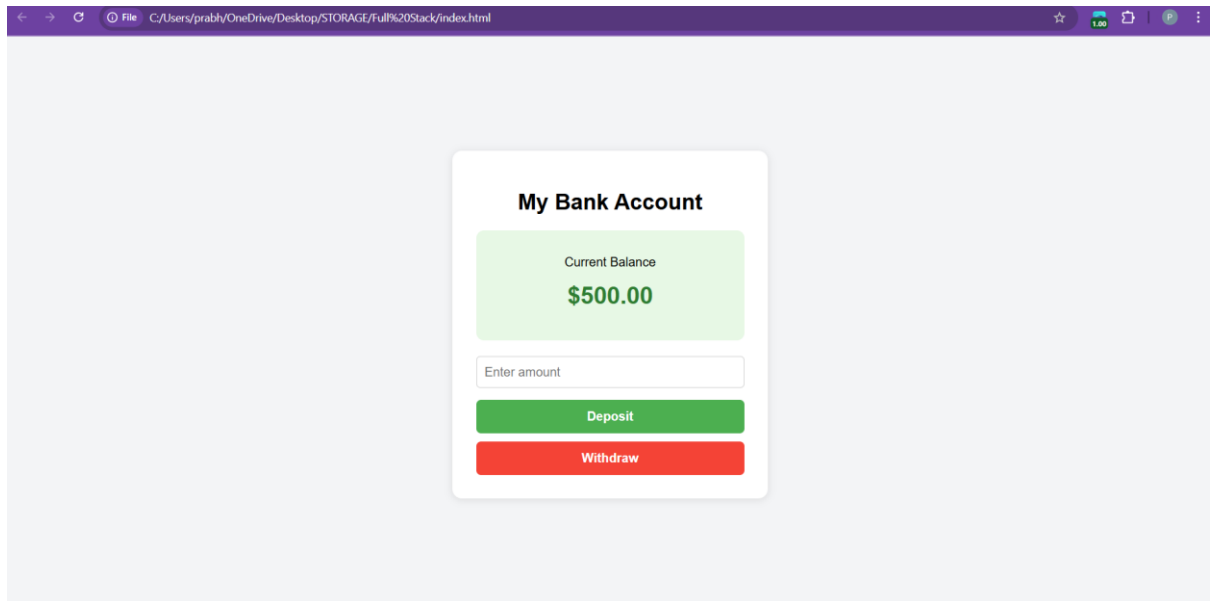 File C:/Users/prabh/OneDrive/Desktop/STORAGE/Full%20Stack/index.html
1.00
P
My Bank Account
Current Balance
$500.00
Enter amount
Deposit
Withdraw